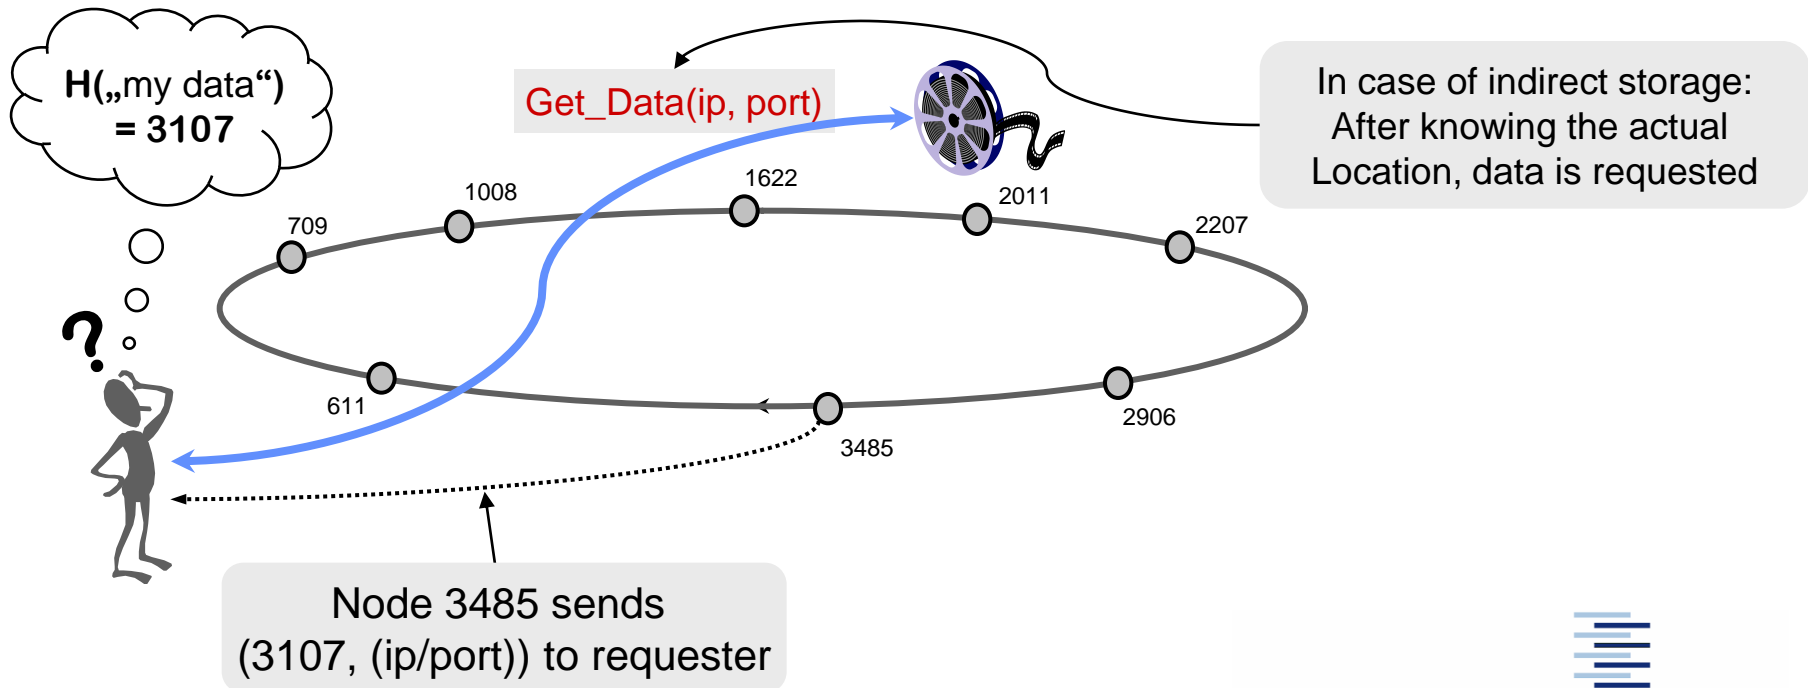 H(„my data“)
= 3107
Get_Data(ip, port)
In case of indirect storage:
After knowing the actual
Location, data is requested
1008
1622
2011
709
2207
?
611
2906
3485
Node 3485 sends
(3107, (ip/port)) to requester